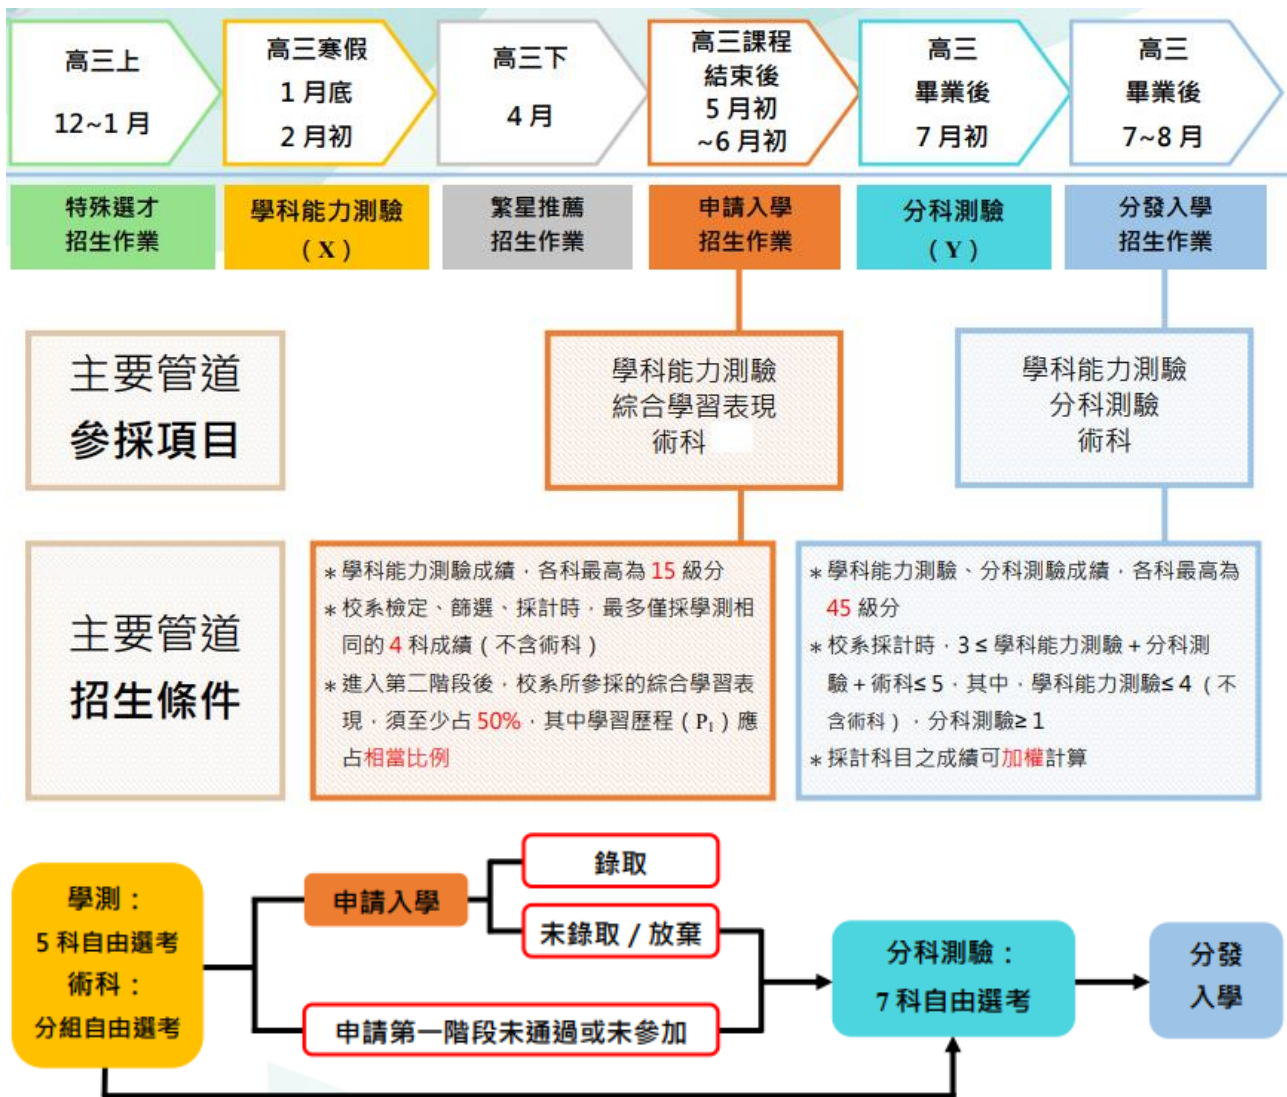 高三上
12~1 月
高三寒假
1 月底
2 月初
高三下
4 月
高三課程
結束後
5 月初
~6 月初
高三
畢業後
7 月初
高三
畢業後
7~8 月
特殊選才
招生作業
學科能力測驗
( X )
繁星推薦
招生作業
申請入學
招生作業
分科測驗
( Y )
分發入學
招生作業
主要管道
參採項目
學科能力測驗
綜合學習表現
術科
學科能力測驗
分科測驗
術科
主要管道
招生條件
＊學科能力測驗成績，各科最高為 15 級分
＊校系檢定、篩選、採計時，最多僅採學測相
同的 4 科成績（不含術科）
＊進入第二階段後，校系所參採的綜合學習表
現，須至少占 50%，其中學習歷程（P₁）應
占相當比例
＊學科能力測驗、分科測驗成績，各科最高為
45 級分
＊校系採計時，3 ≤ 學科能力測驗 + 分科測
驗 + 術科≤ 5，其中，學科能力測驗≤ 4（不
含術科），分科測驗≥ 1
＊採計科目之成績可加權計算
學測：
5 科自由選考
術科：
分組自由選考
申請入學
錄取
未錄取 / 放棄
申請第一階段未通過或未參加
分科測驗：
7 科自由選考
分發
入學